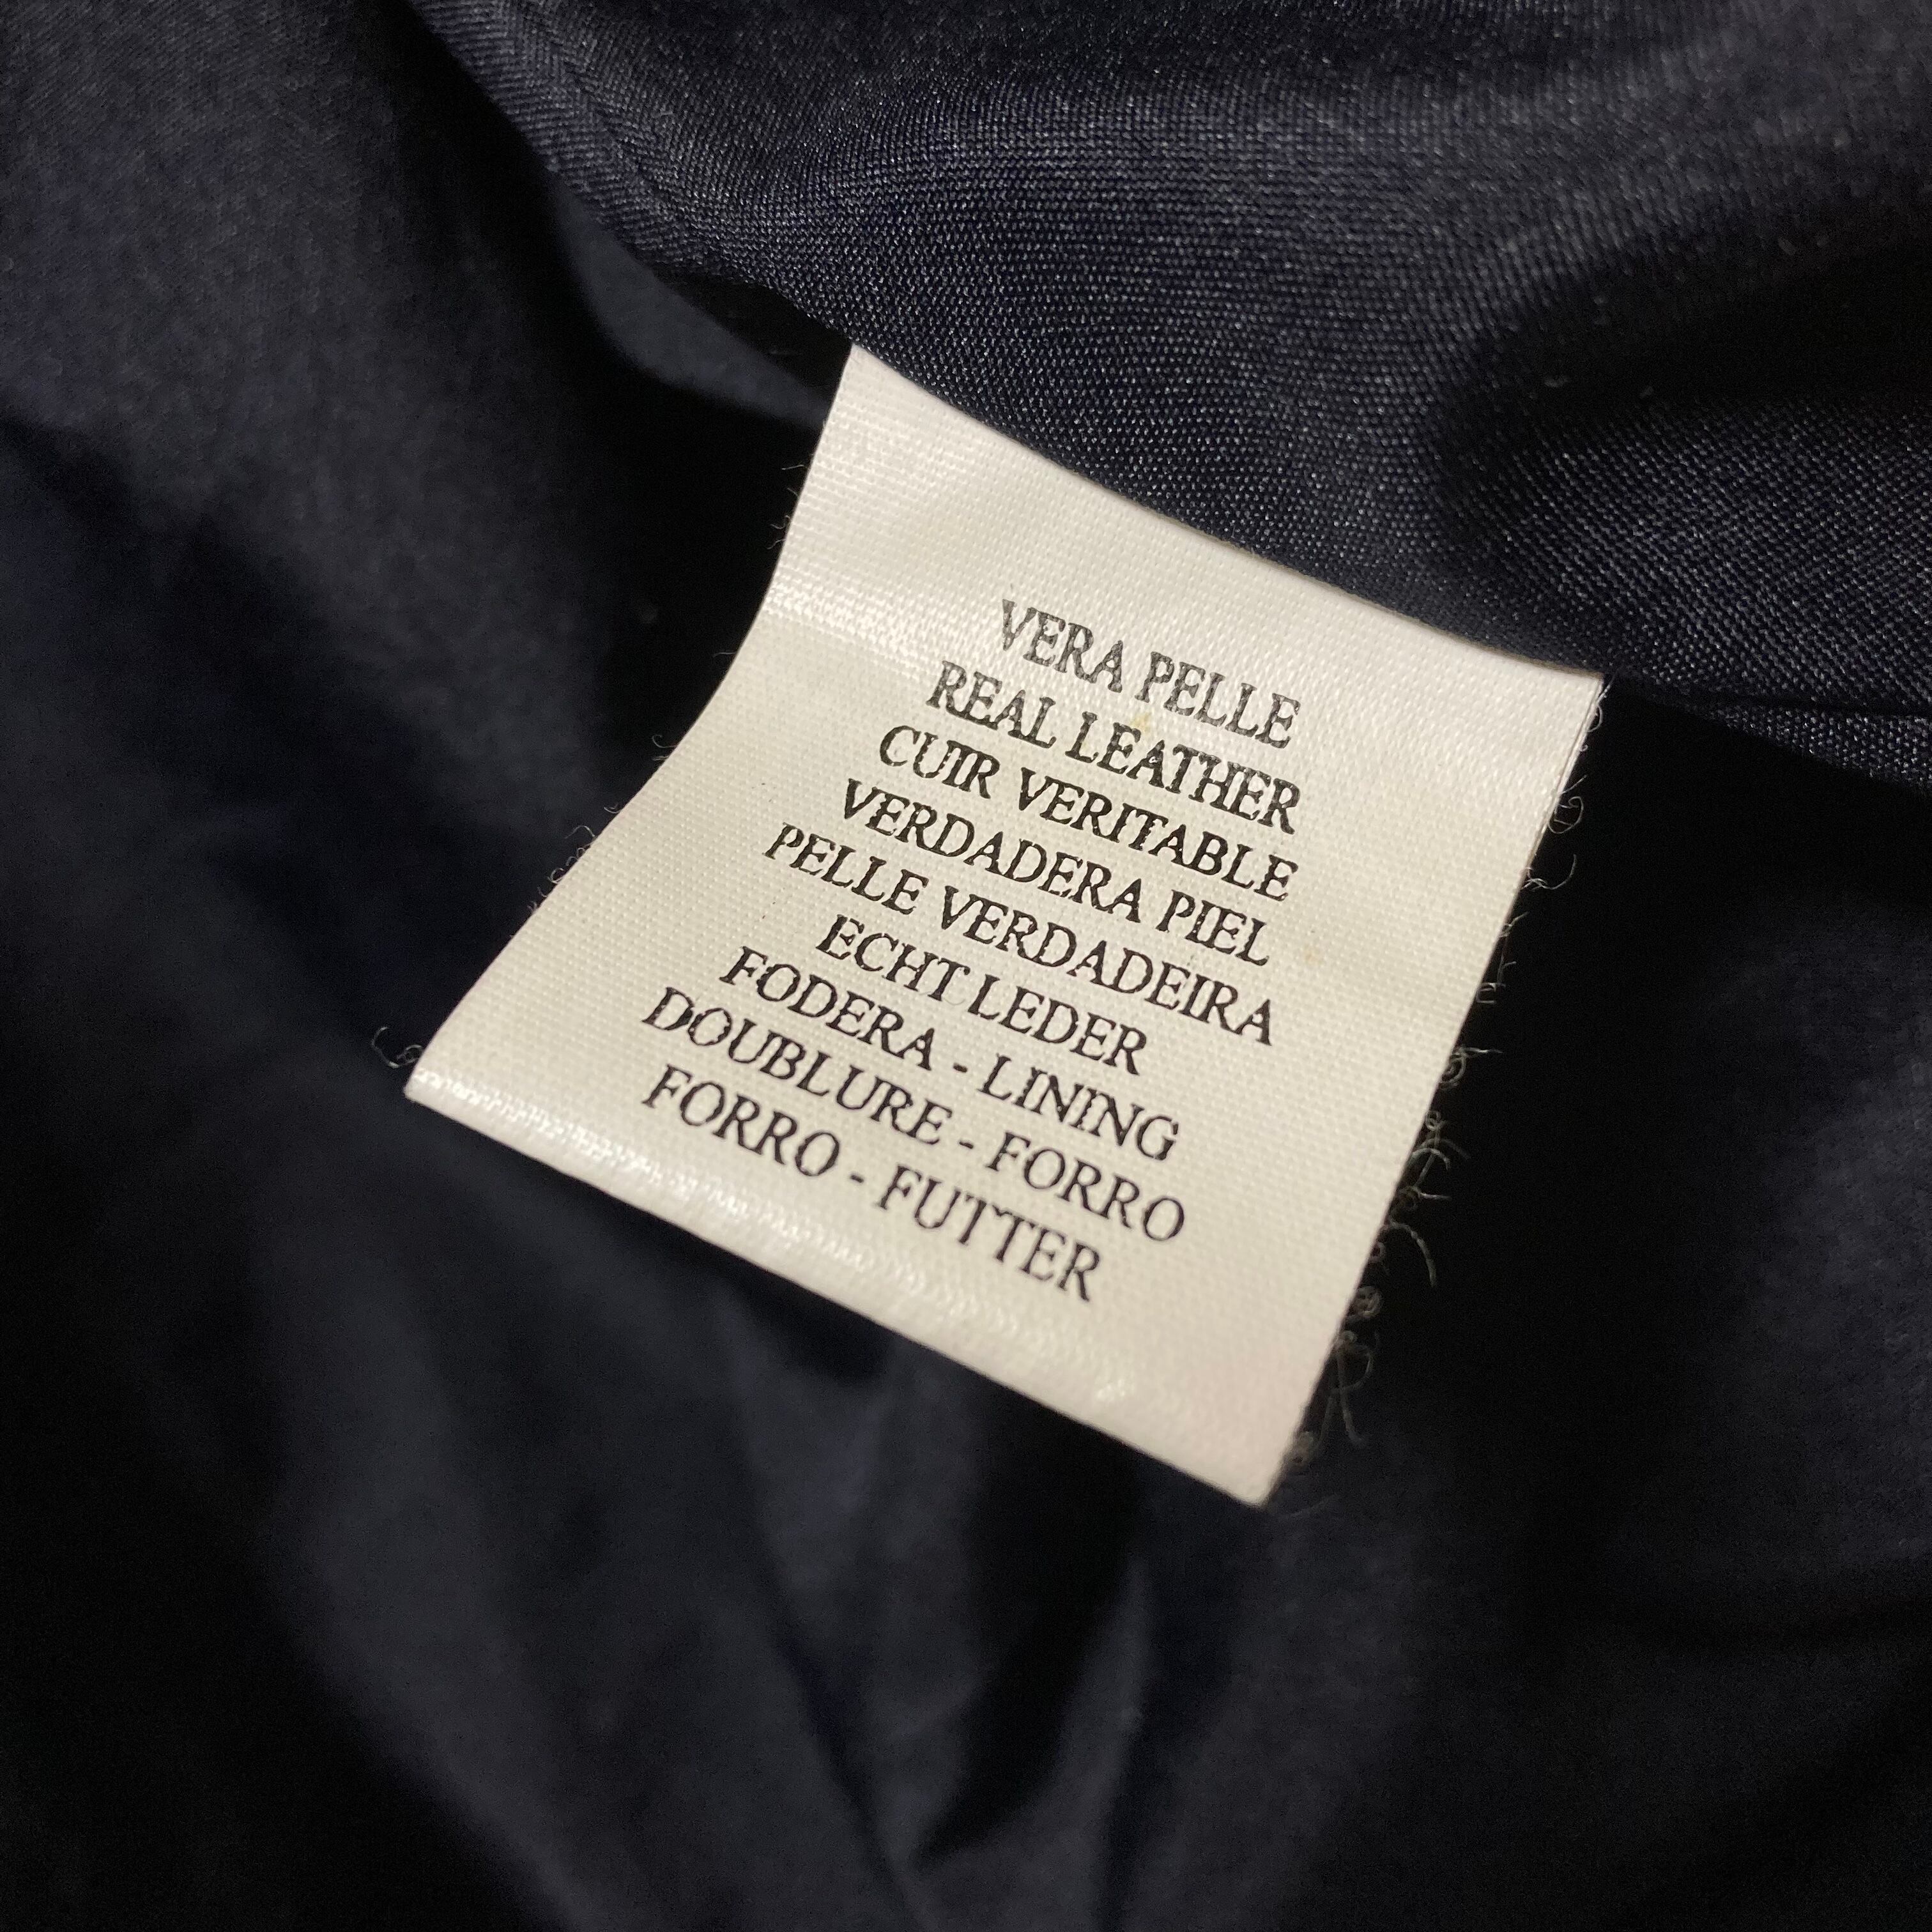 VERA PELLE
REAL LEATHER
CUIR VERITABLE
VERDADERA PIEL
PELLE VERDADEIRA
ECHT LEDER
FODERA - LINING
DOUBLURE - FORRO
FORRO - FUTTER